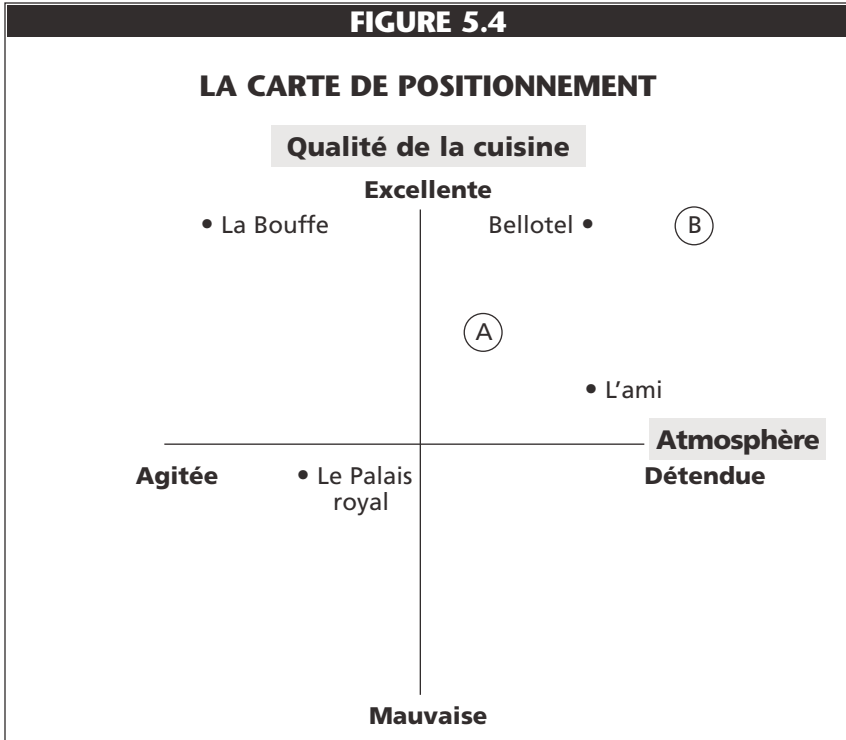 FIGURE 5.4
LA CARTE DE POSITIONNEMENT
Qualité de la cuisine
Excellente
• La Bouffe
Bellotel •
B
A
• L'ami
Atmosphère
Agitée
• Le Palais
royal
Détendue
Mauvaise